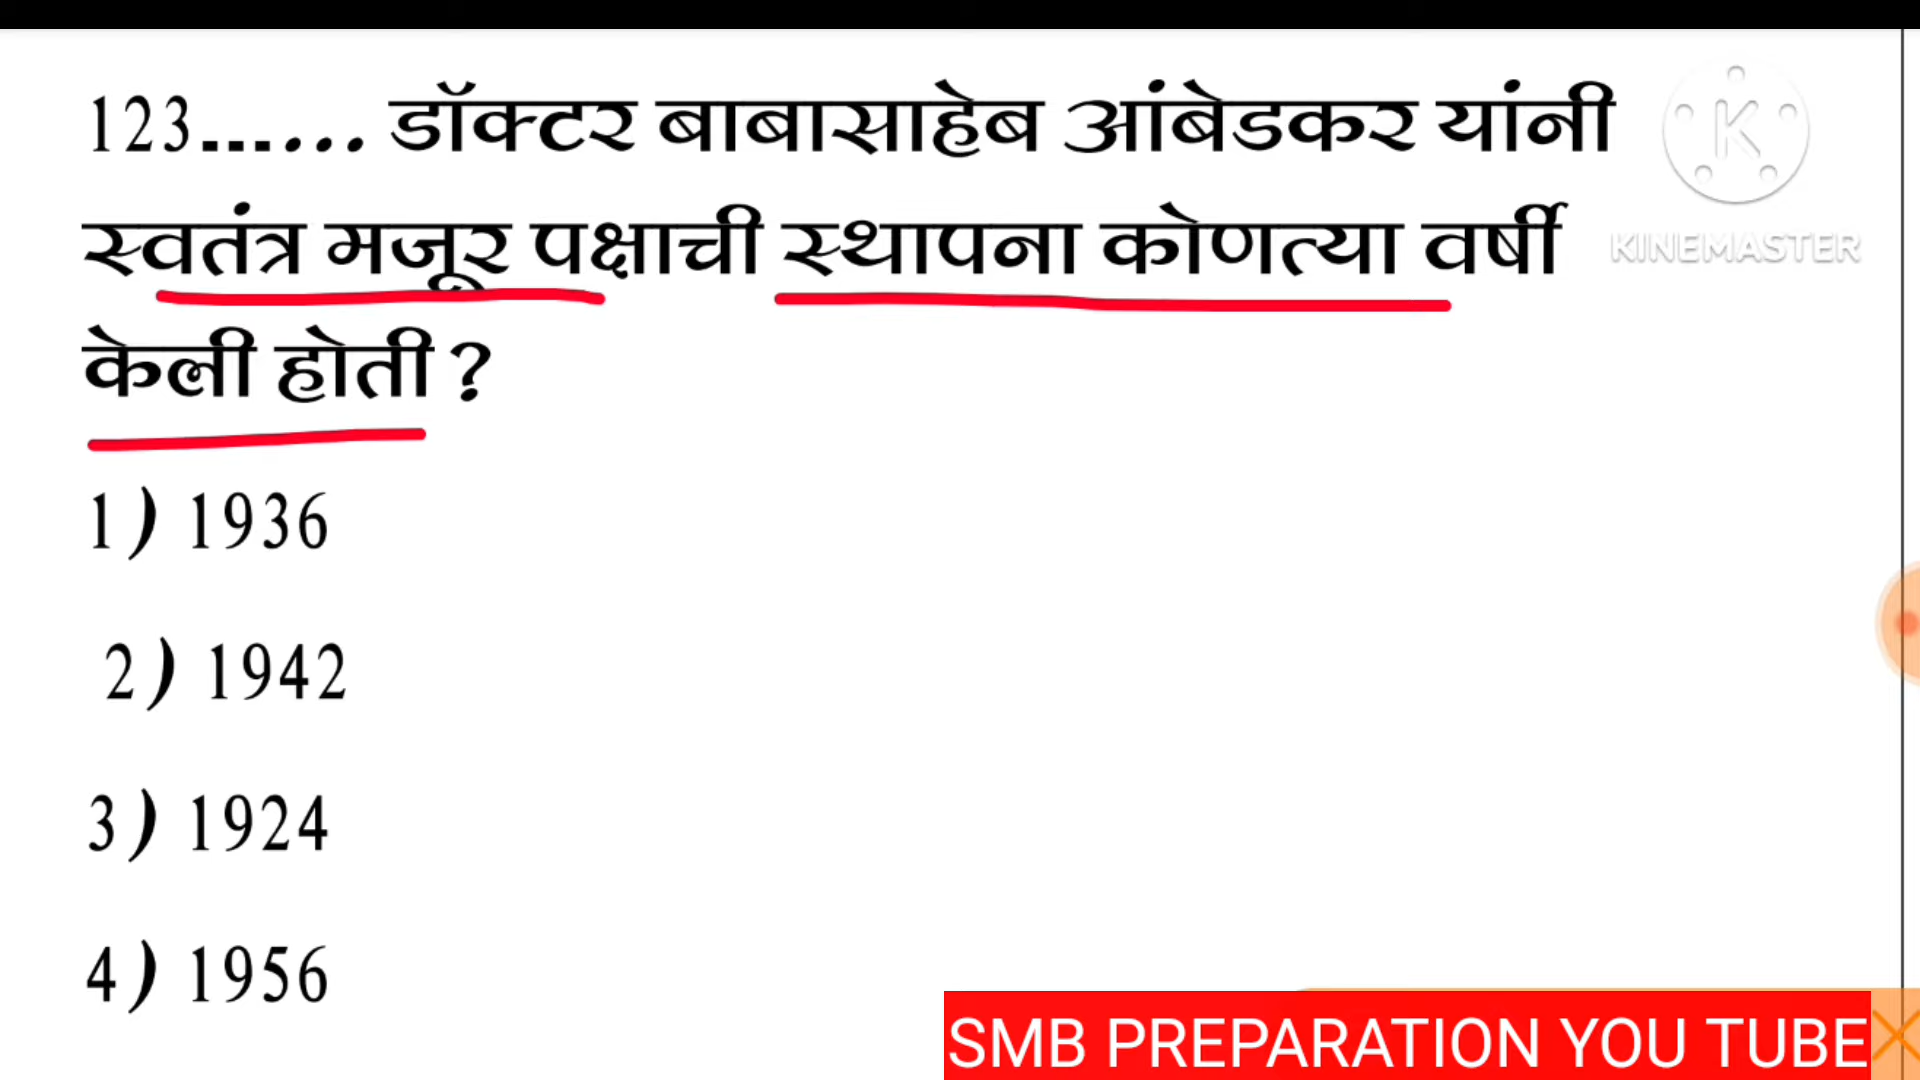 123...... डॉक्टर बाबासाहेब आंबेडकर यांनी
स्वतंत्र मजूर पक्षाची स्थापना कोणत्या वर्षी
केली होती ?
1) 1936
2) 1942
3) 1924
4) 1956
KINEMASTER
SMB PREPARATION YOU TUBE